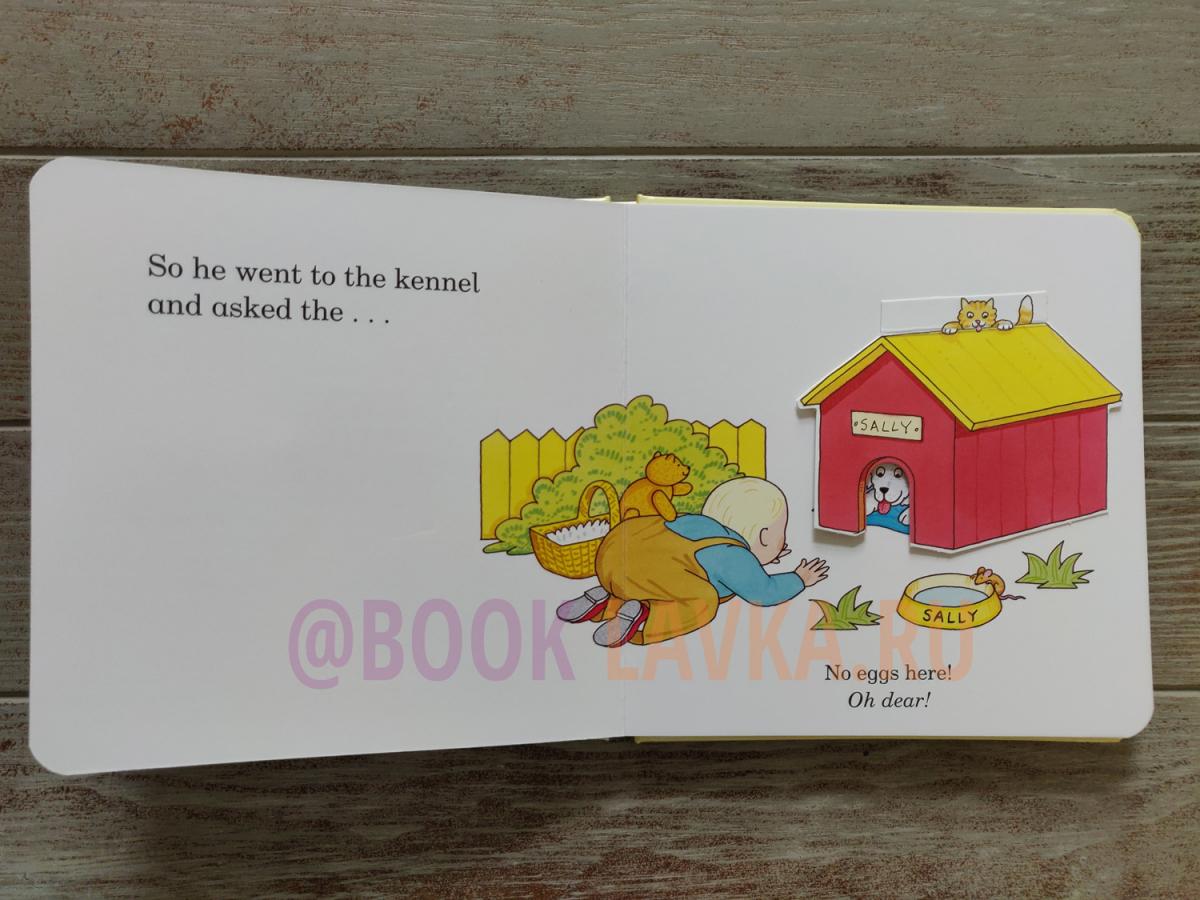 So he went to the kennel
and asked the . . .
SALLY
SALLY
@BOOK LAVKA.RU
No eggs here!
Oh dear!